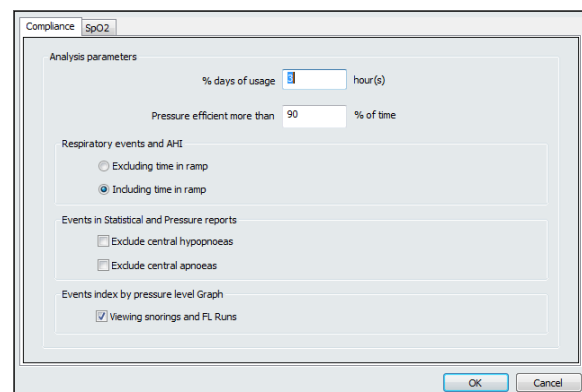 Compliance SpO2
Analysis parameters
% days of usage 3 hour(s)
Pressure efficient more than 90 % of time
Respiratory events and AHI
Excluding time in ramp
Including time in ramp
Events in Statistical and Pressure reports
Exclude central hypopnoeas
Exclude central apnoeas
Events index by pressure level Graph
Viewing snorings and FL Runs
OK Cancel